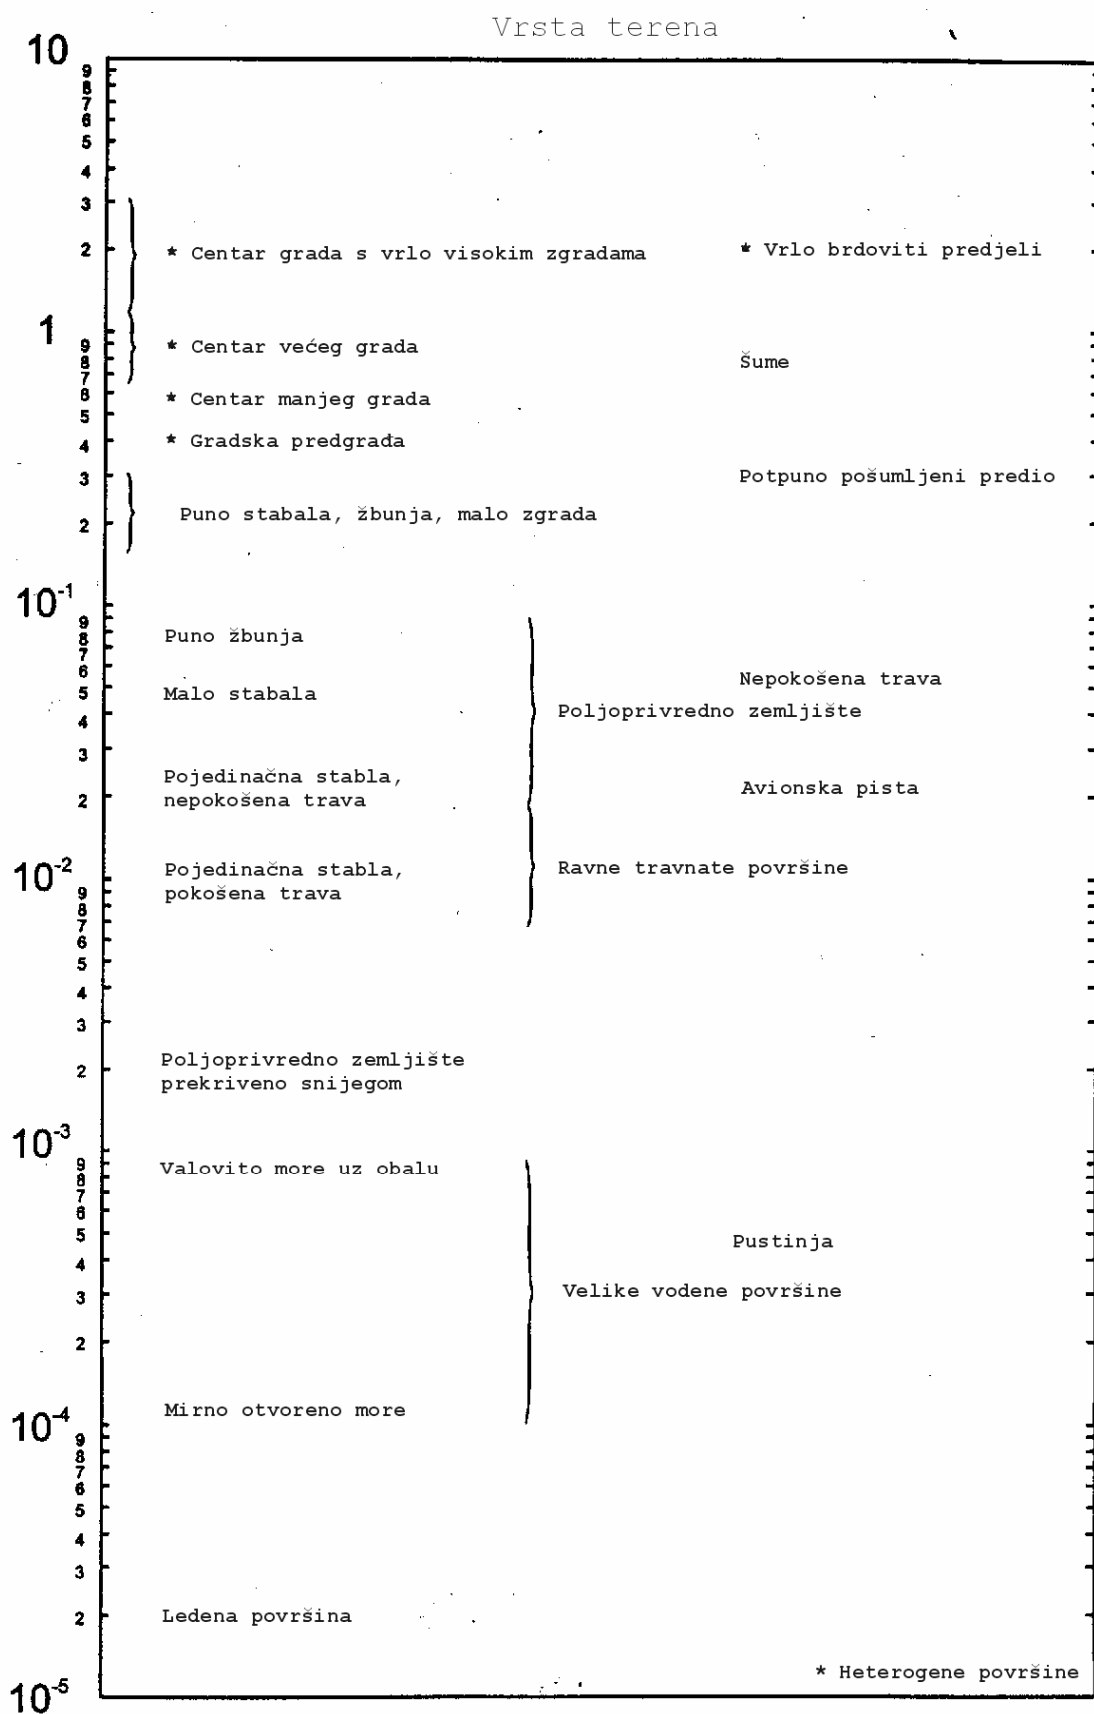 Vrsta terena
10
9
8
7
6
5
4
3
2
* Centar grada s vrlo visokim zgradama
* Vrlo brdoviti predjeli
1
9
8
7
6
5
4
3
2
* Centar većeg grada
Šume
* Centar manjeg grada
* Gradska predgrada
Potpuno pošumljeni predio
Puno stabala, žbunja, malo zgrada
10-1
9
8
7
6
5
4
3
2
Puno žbunja
Nepokošena trava
Malo stabala
Poljoprivredno zemljište
Pojedinačna stabla,
nepokošena trava
Avionska pista
10-2
9
8
7
6
5
4
3
2
Pojedinačna stabla,
pokošena trava
Ravne travnate površine
Poljoprivredno zemljište
prekriveno snijegom
10-3
9
8
7
6
5
4
3
2
Valovito more uz obalu
Pustinja
Velike vodene površine
Mirno otvoreno more
10-4
9
8
7
6
5
4
3
2
Ledena površina
* Heterogene površine
10-5